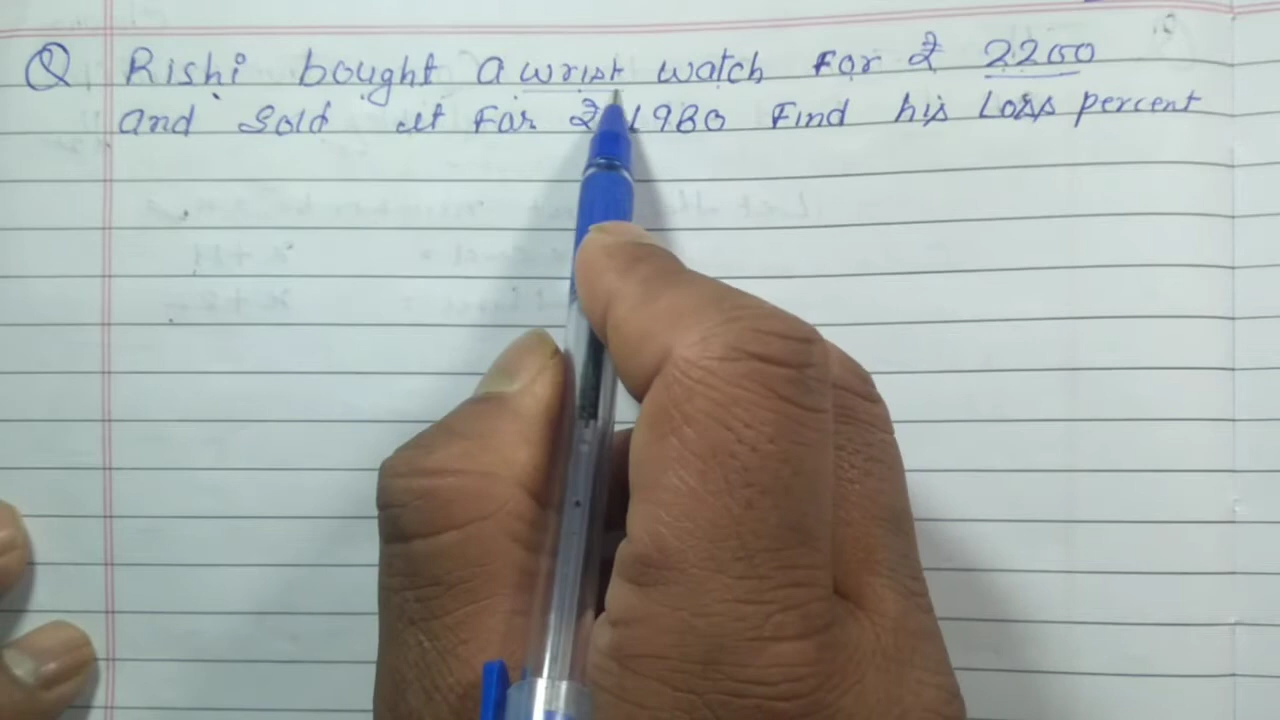 Q Rishi bought a wrist watch for ₹ 2200
and Sold it for ₹ 1980 Find his Loss percent